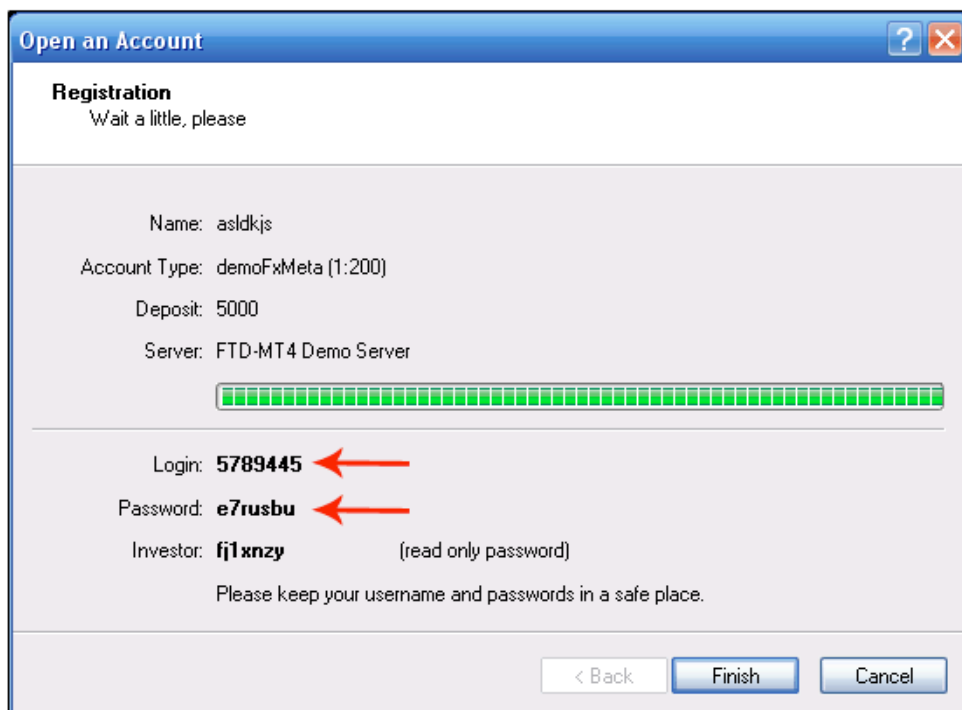 Open an Account
Registration
Wait a little, please
Name: asldkjs
Account Type: demoFxMeta (1:200)
Deposit: 5000
Server: FTD-MT4 Demo Server
Login: 5789445
Password: e7rusbu
Investor: fj1xnzy (read only password)
Please keep your username and passwords in a safe place.
< Back Finish Cancel